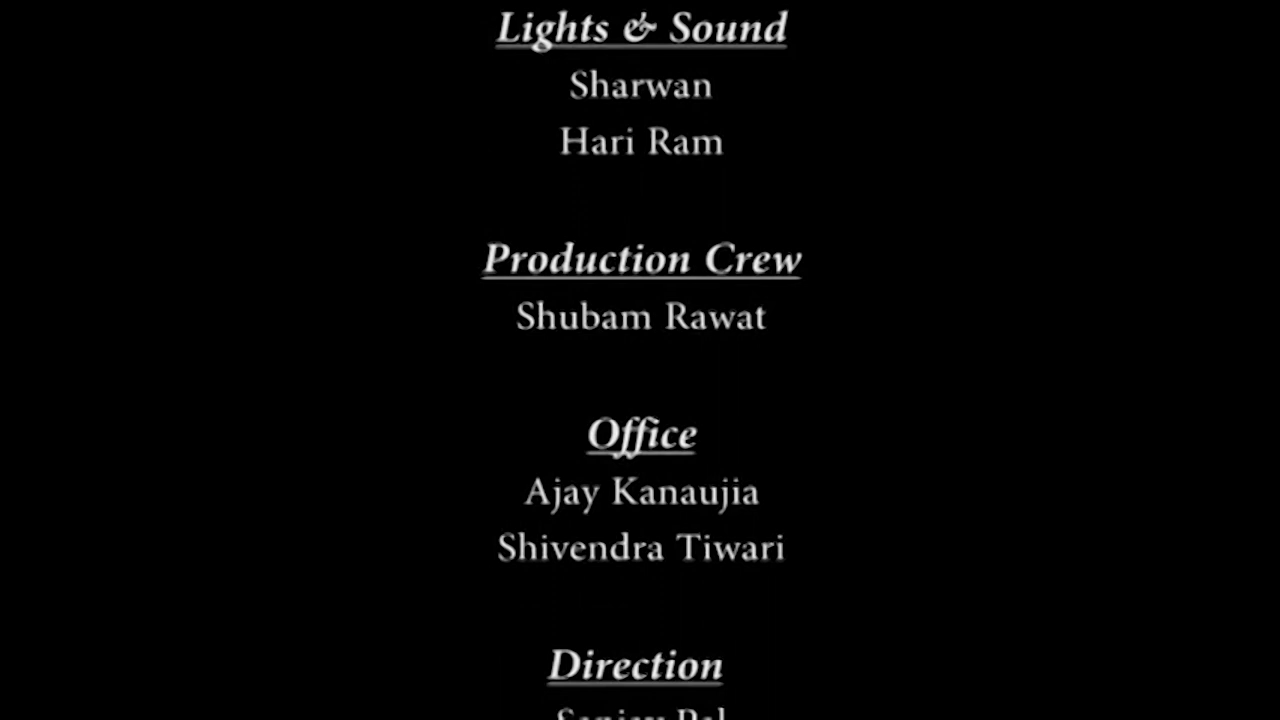 Lights & Sound
Sharwan
Hari Ram
Production Crew
Shubam Rawat
Office
Ajay Kanaujia
Shivendra Tiwari
Direction